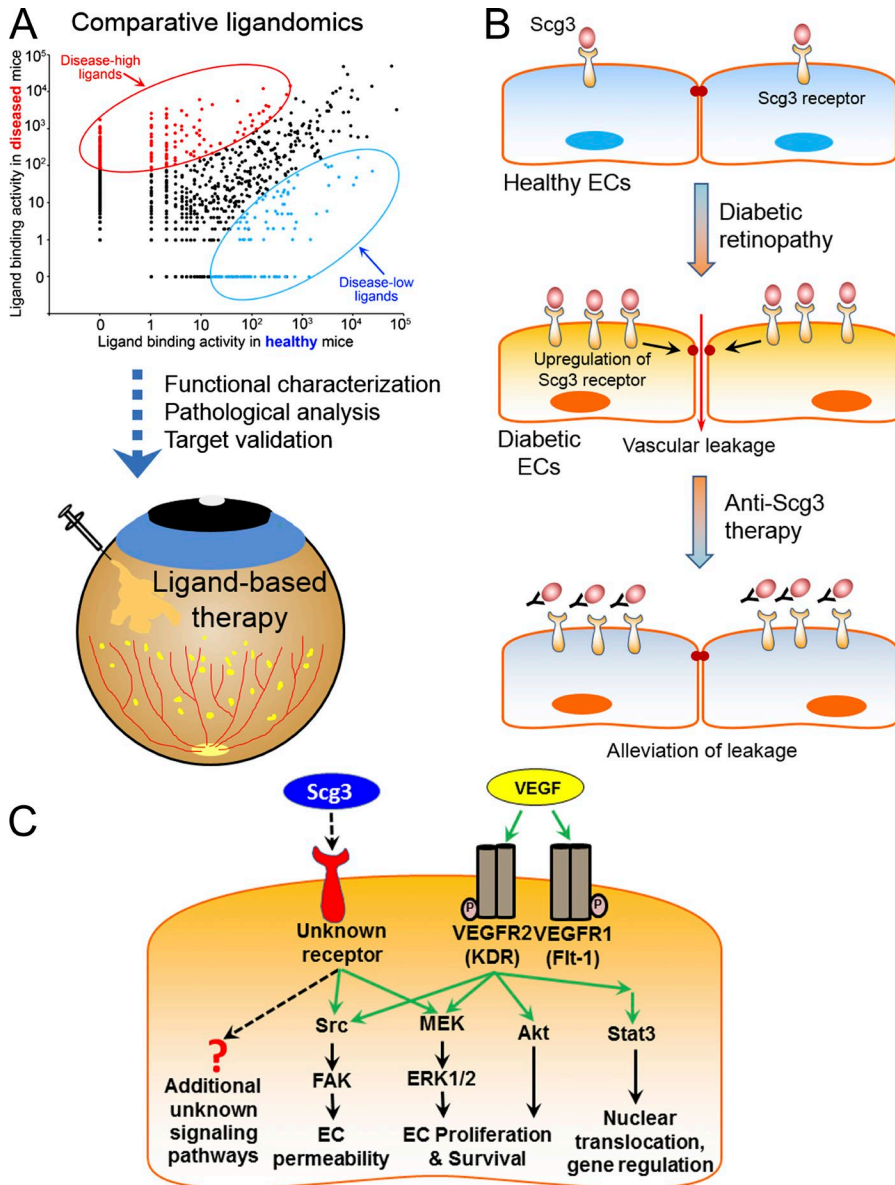 A
Comparative ligandomics
Disease-high
ligands
Ligand binding activity in diseased mice
10⁵
10⁴
10³
10²
10
1
0
Disease-low
ligands
0 1 10 10² 10³ 10⁴ 10⁵
Ligand binding activity in healthy mice
Functional characterization
Pathological analysis
Target validation
Ligand-based
therapy
B
Scg3
Scg3 receptor
Healthy ECs
Diabetic
retinopathy
Upregulation of
Scg3 receptor
Diabetic
ECs
Vascular leakage
Anti-Scg3
therapy
Alleviation of leakage
C
Scg3
VEGF
P
P
Unknown
receptor
VEGFR2
(KDR)
VEGFR1
(Flt-1)
Src
MEK
Akt
Stat3
?
FAK
ERK1/2
Additional
unknown
signaling
pathways
EC
permeability
EC Proliferation
& Survival
Nuclear
translocation,
gene regulation